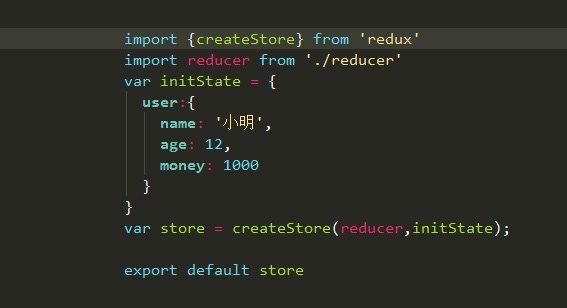 import {createStore} from 'redux'
import reducer from './reducer'
var initState = {
user:{
name: '小明',
age: 12,
money: 1000
}
}
var store = createStore(reducer,initState);
export default store